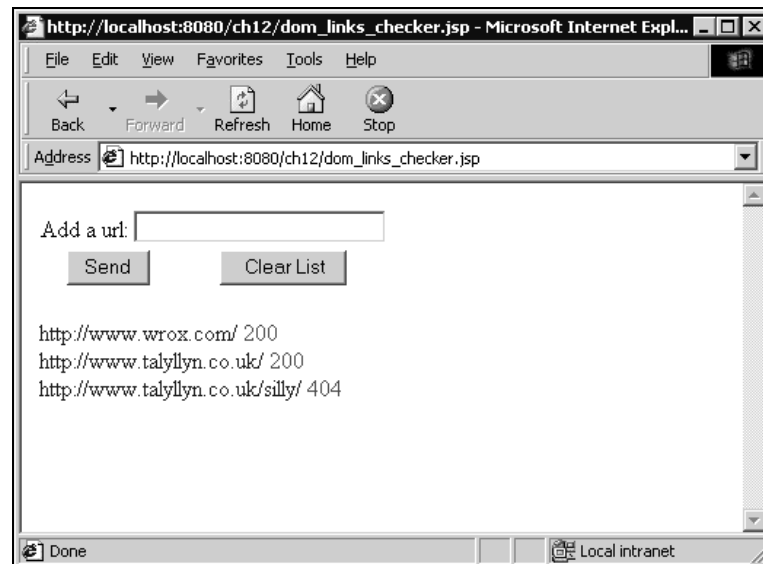 http://localhost:8080/ch12/dom_links_checker.jsp - Microsoft Internet Expl...
File Edit View Favorites Tools Help
Back Forward Refresh Home Stop
Address http://localhost:8080/ch12/dom_links_checker.jsp
Add a url:
Send Clear List
http://www.wrox.com/ 200
http://www.talyllyn.co.uk/ 200
http://www.talyllyn.co.uk/silly/ 404
Done Local intranet